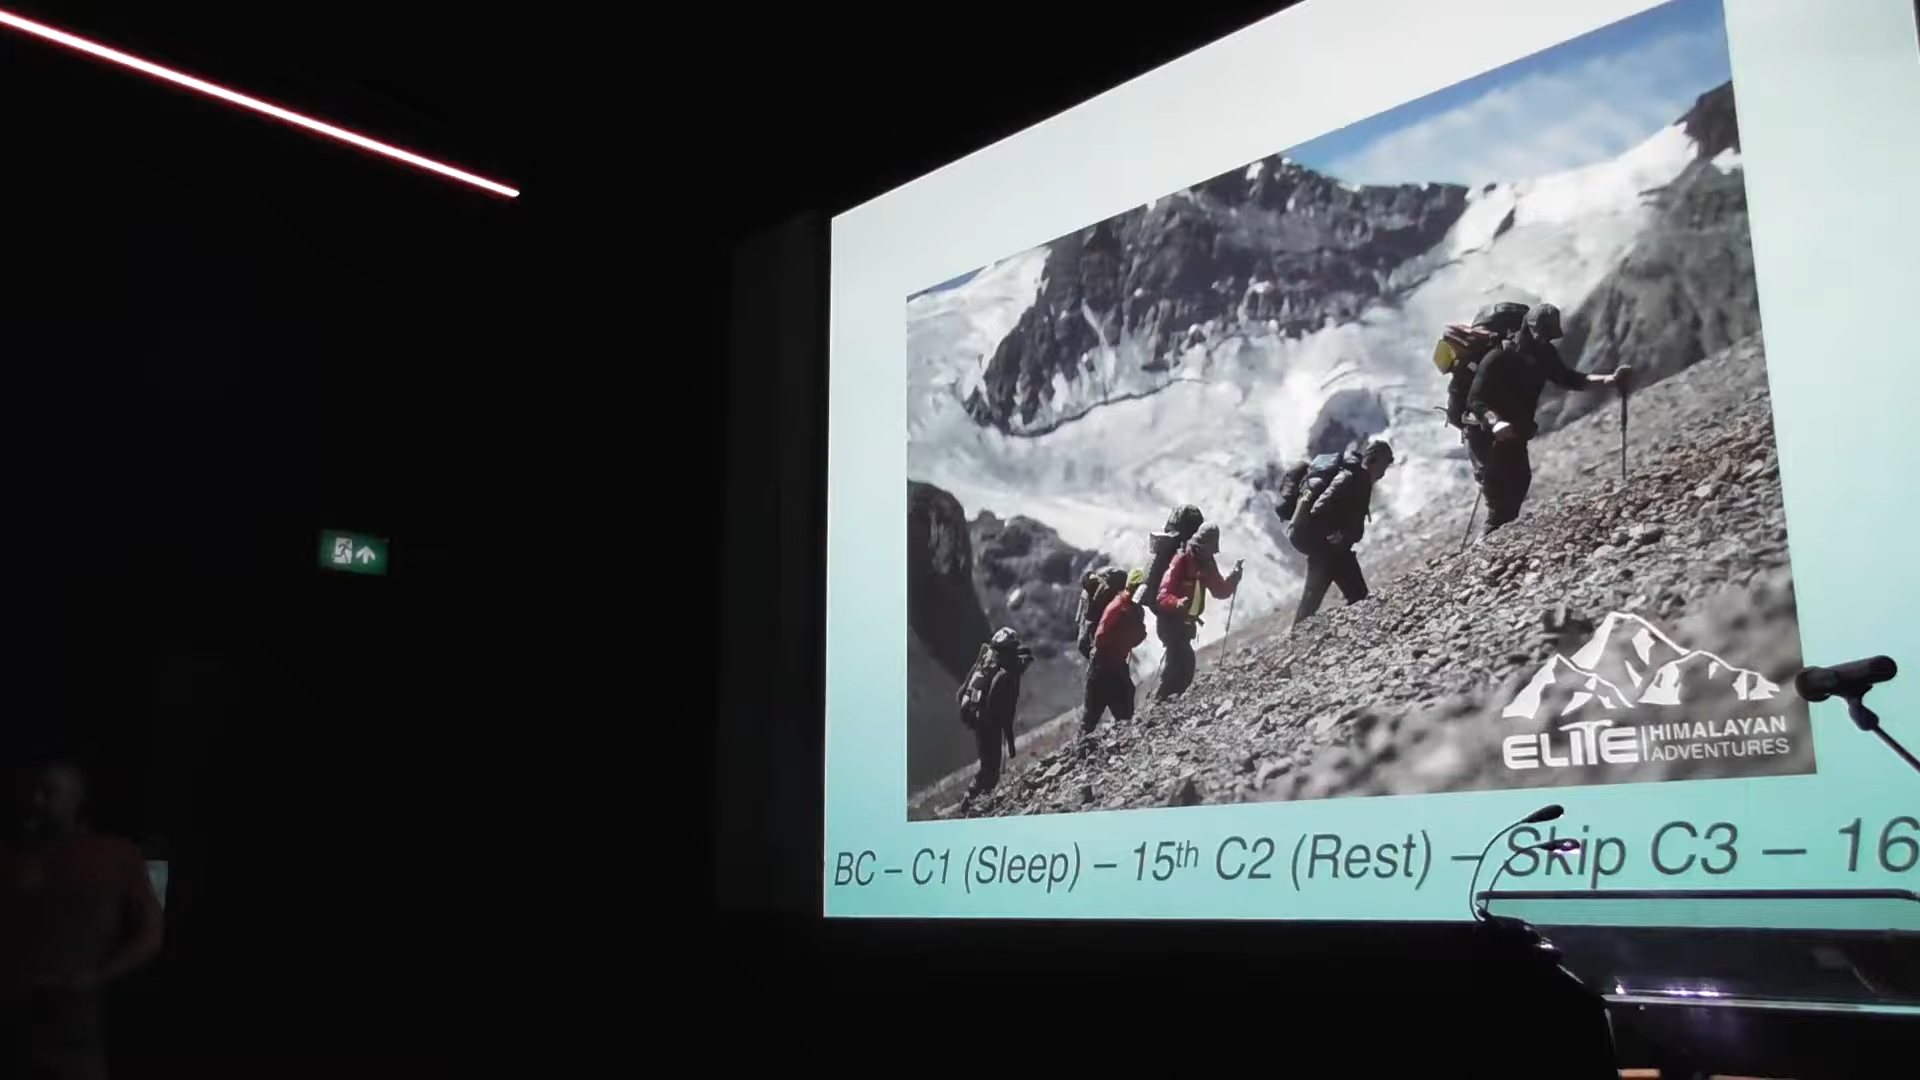 ELITE HIMALAYAN
ADVENTURES
BC – C1 (Sleep) – 15th C2 (Rest) – Skip C3 – 16